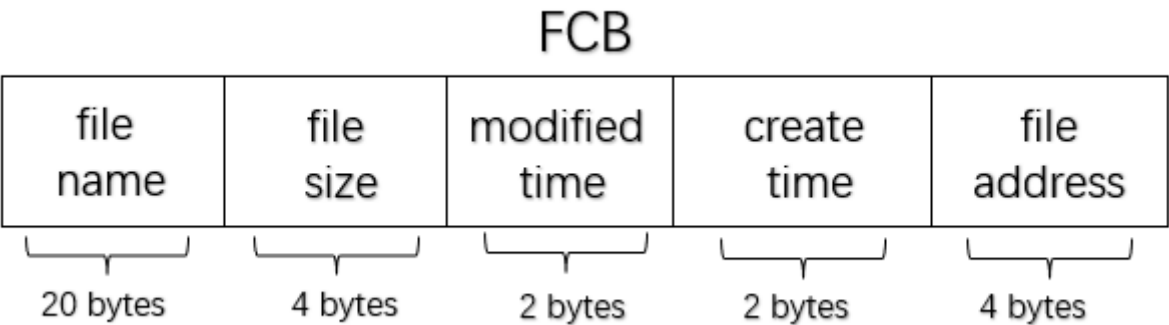 FCB
file name
file size
modified time
create time
file address
20 bytes
4 bytes
2 bytes
2 bytes
4 bytes